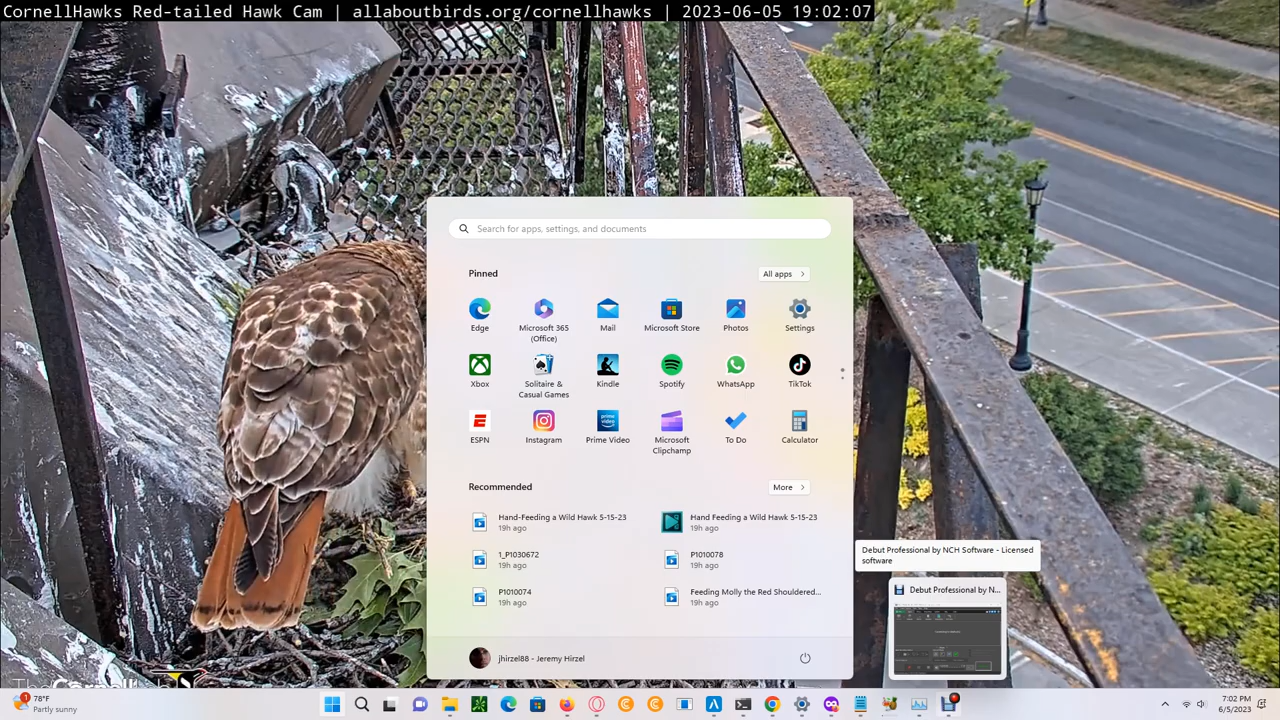 CornellHawks Red-tailed Hawk Cam | allaboutbirds.org/cornellhawks | 2023-06-05 19:02:07
Search for apps, settings, and documents
Pinned
All apps
Edge
Microsoft 365
(Office)
Mail
Microsoft Store
Photos
Settings
Xbox
Solitaire &
Casual Games
Kindle
Spotify
WhatsApp
TikTok
ESPN
Instagram
prime video
Prime Video
Microsoft
Clipchamp
To Do
Calculator
Recommended
More
Hand-Feeding a Wild Hawk 5-15-23
19h ago
Hand Feeding a Wild Hawk 5-15-23
19h ago
1_P1030672
19h ago
P1010078
19h ago
P1010074
19h ago
Feeding Molly the Red Shouldered...
19h ago
Debut Professional by NCH Software - Licensed
software
Debut Professional by N...
jhirzel88 - Jeremy Hirzel
1
78°F
Partly sunny
7:02 PM
6/5/2023